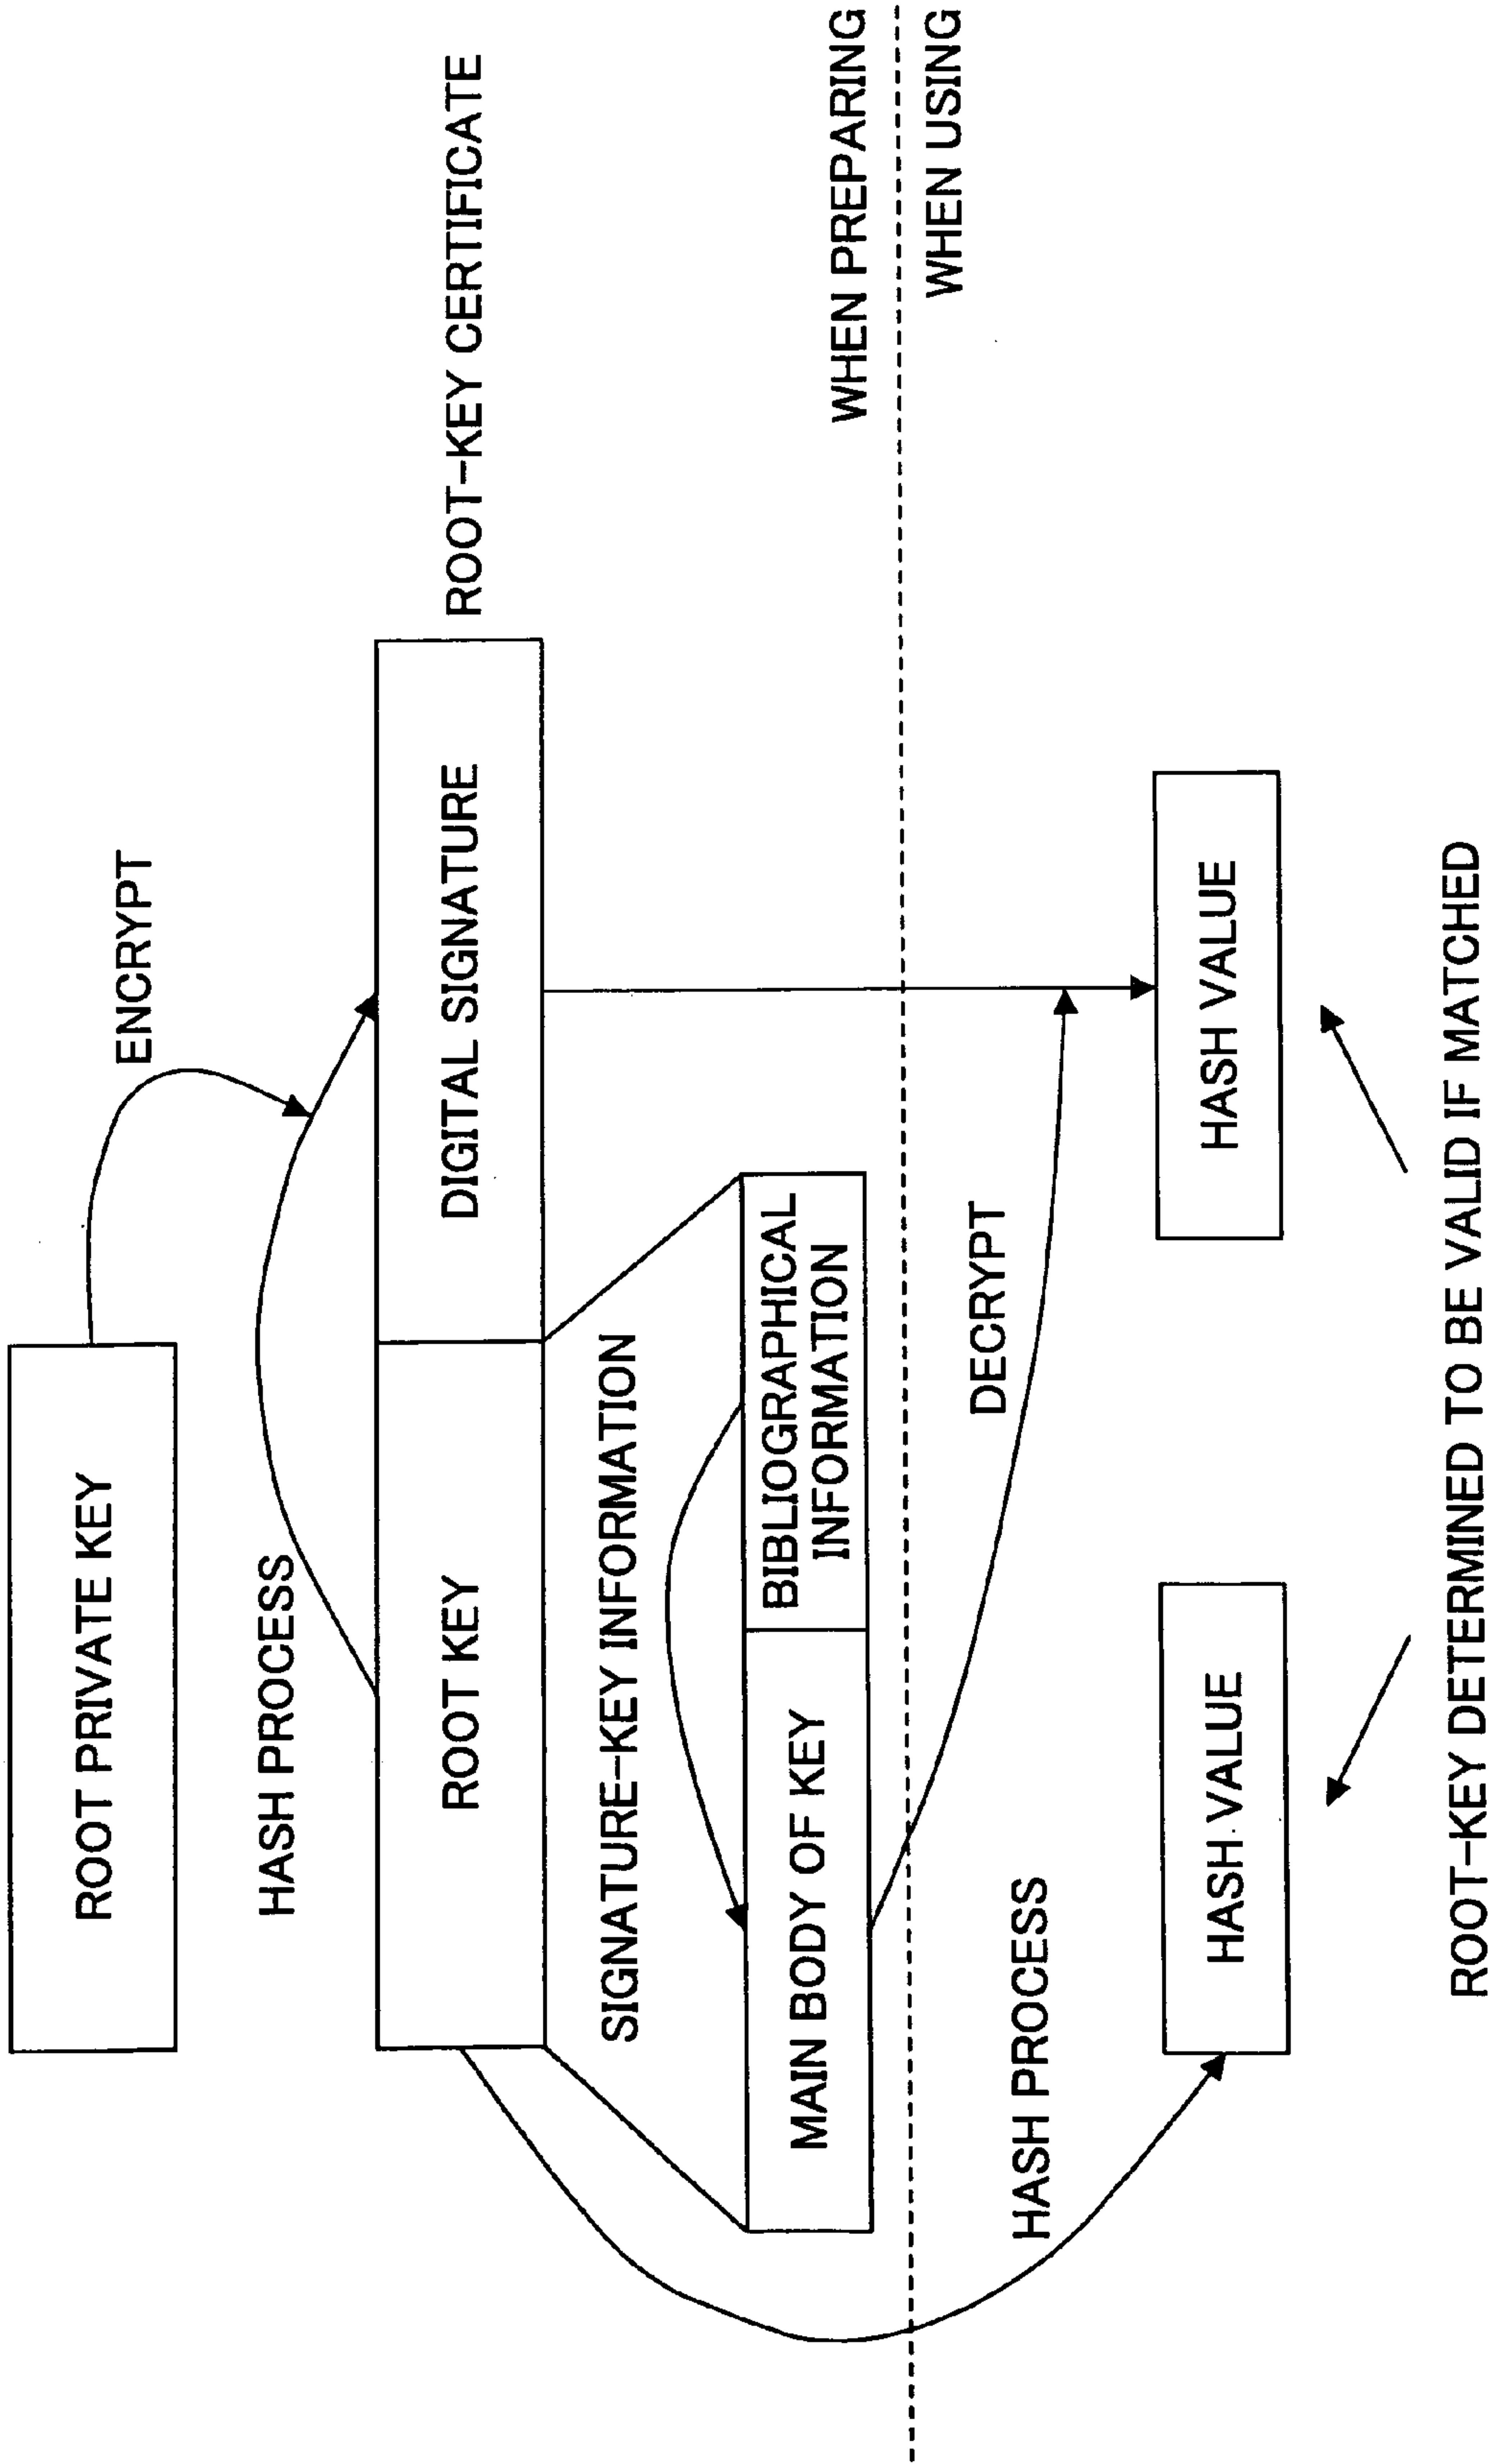 ROOT PRIVATE KEY
ENCRYPT
HASH PROCESS
ROOT KEY
DIGITAL SIGNATURE
ROOT-KEY CERTIFICATE
SIGNATURE-KEY INFORMATION
MAIN BODY OF KEY
BIBLIOGRAPHICAL
INFORMATION
WHEN PREPARING
WHEN USING
DECRYPT
HASH PROCESS
HASH VALUE
HASH VALUE
ROOT-KEY DETERMINED TO BE VALID IF MATCHED